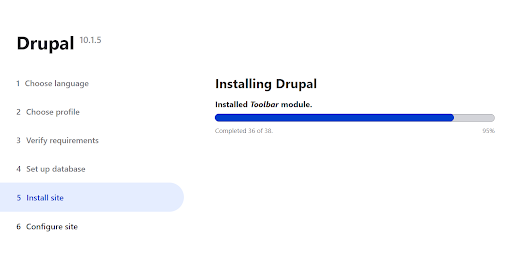 Drupal 10.1.5
1 Choose language
2 Choose profile
3 Verify requirements
4 Set up database
5 Install site
6 Configure site
Installing Drupal
Installed Toolbar module.
Completed 36 of 38.
95%